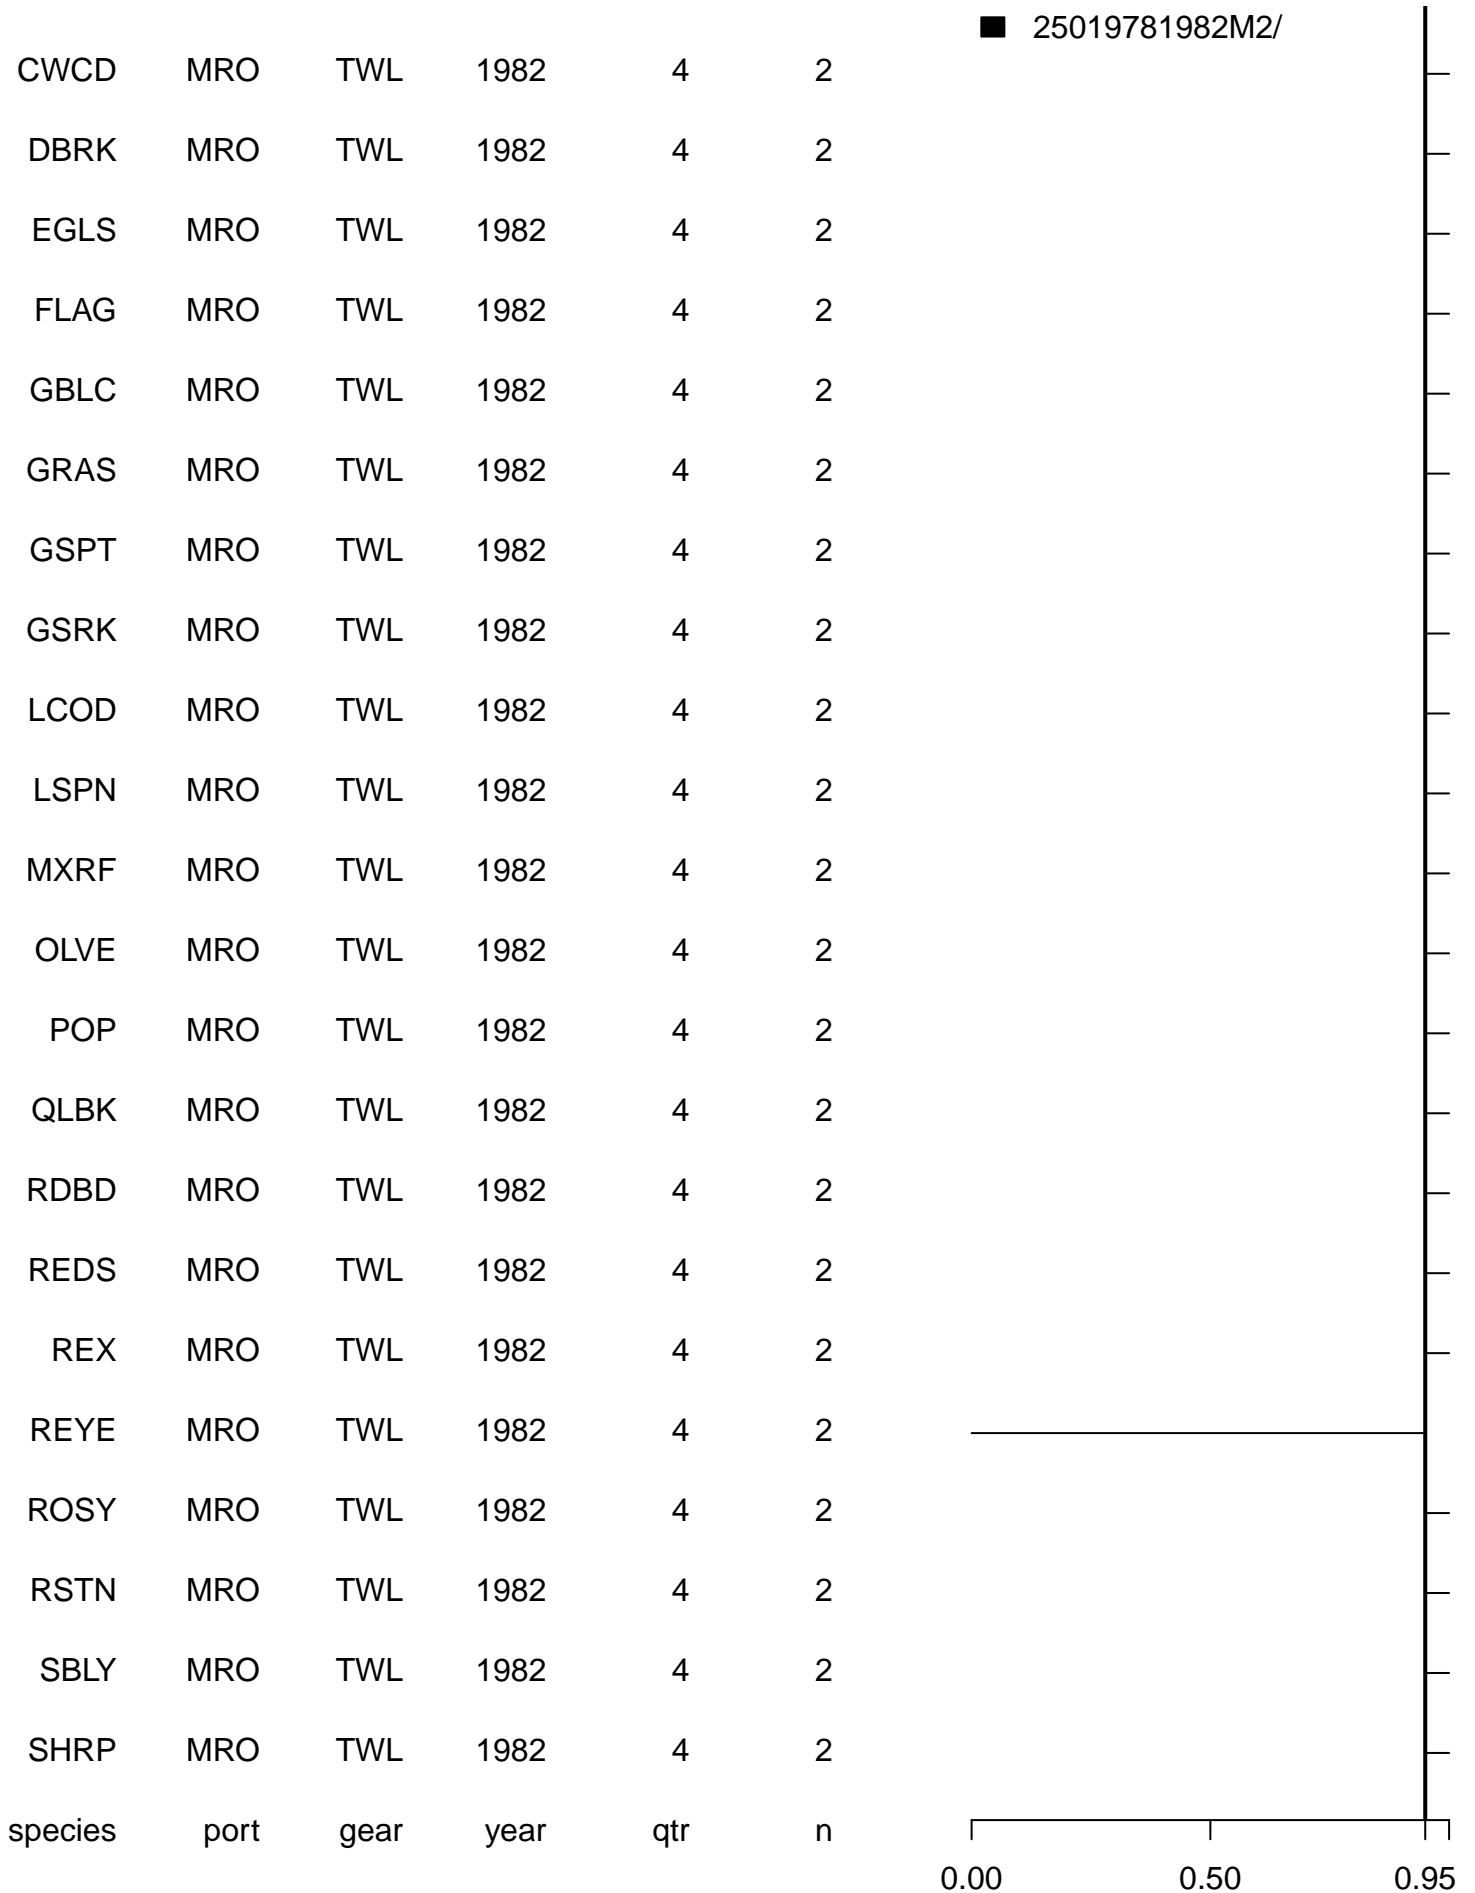 25019781982M2/
CWCD MRO TWL 1982 4 2
DBRK MRO TWL 1982 4 2
EGLS MRO TWL 1982 4 2
FLAG MRO TWL 1982 4 2
GBLC MRO TWL 1982 4 2
GRAS MRO TWL 1982 4 2
GSPT MRO TWL 1982 4 2
GSRK MRO TWL 1982 4 2
LCOD MRO TWL 1982 4 2
LSPN MRO TWL 1982 4 2
MXRF MRO TWL 1982 4 2
OLVE MRO TWL 1982 4 2
POP MRO TWL 1982 4 2
QLBK MRO TWL 1982 4 2
RDBD MRO TWL 1982 4 2
REDS MRO TWL 1982 4 2
REX MRO TWL 1982 4 2
REYE MRO TWL 1982 4 2
ROSY MRO TWL 1982 4 2
RSTN MRO TWL 1982 4 2
SBLY MRO TWL 1982 4 2
SHRP MRO TWL 1982 4 2
species port gear year qtr n
0.00 0.50 0.95